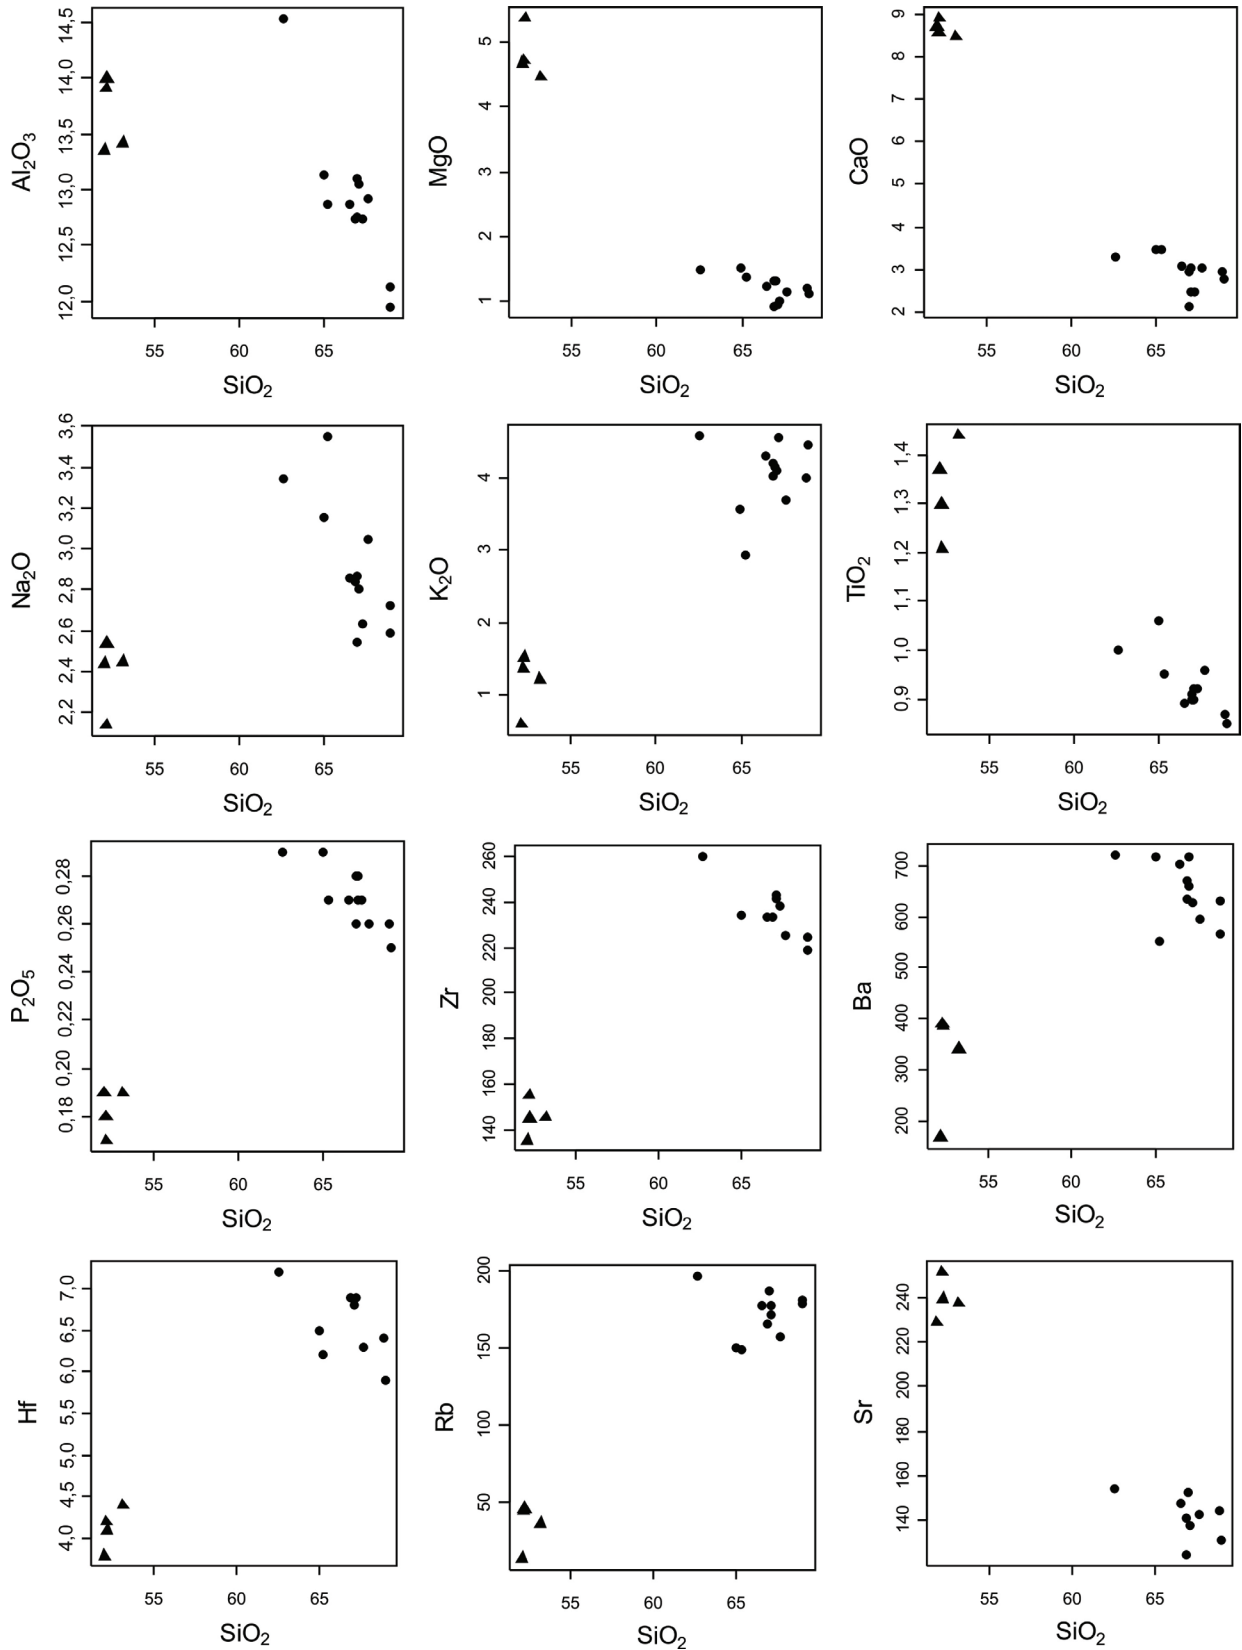 Al₂O₃
14,5
14,0
13,5
13,0
12,5
12,0
55 60 65
SiO₂
MgO
5
4
3
2
1
55 60 65
SiO₂
CaO
9
8
7
6
5
4
3
2
55 60 65
SiO₂
Na₂O
3,6
3,4
3,2
3,0
2,8
2,6
2,4
2,2
55 60 65
SiO₂
K₂O
4
3
2
1
55 60 65
SiO₂
TiO₂
1,4
1,3
1,2
1,1
1,0
0,9
55 60 65
SiO₂
P₂O₅
0,28
0,26
0,24
0,22
0,20
0,18
55 60 65
SiO₂
Zr
260
240
220
200
180
160
140
55 60 65
SiO₂
Ba
700
600
500
400
300
200
55 60 65
SiO₂
Hf
7,0
6,5
6,0
5,5
5,0
4,5
4,0
55 60 65
SiO₂
Rb
200
150
100
50
55 60 65
SiO₂
Sr
240
220
200
180
160
140
55 60 65
SiO₂